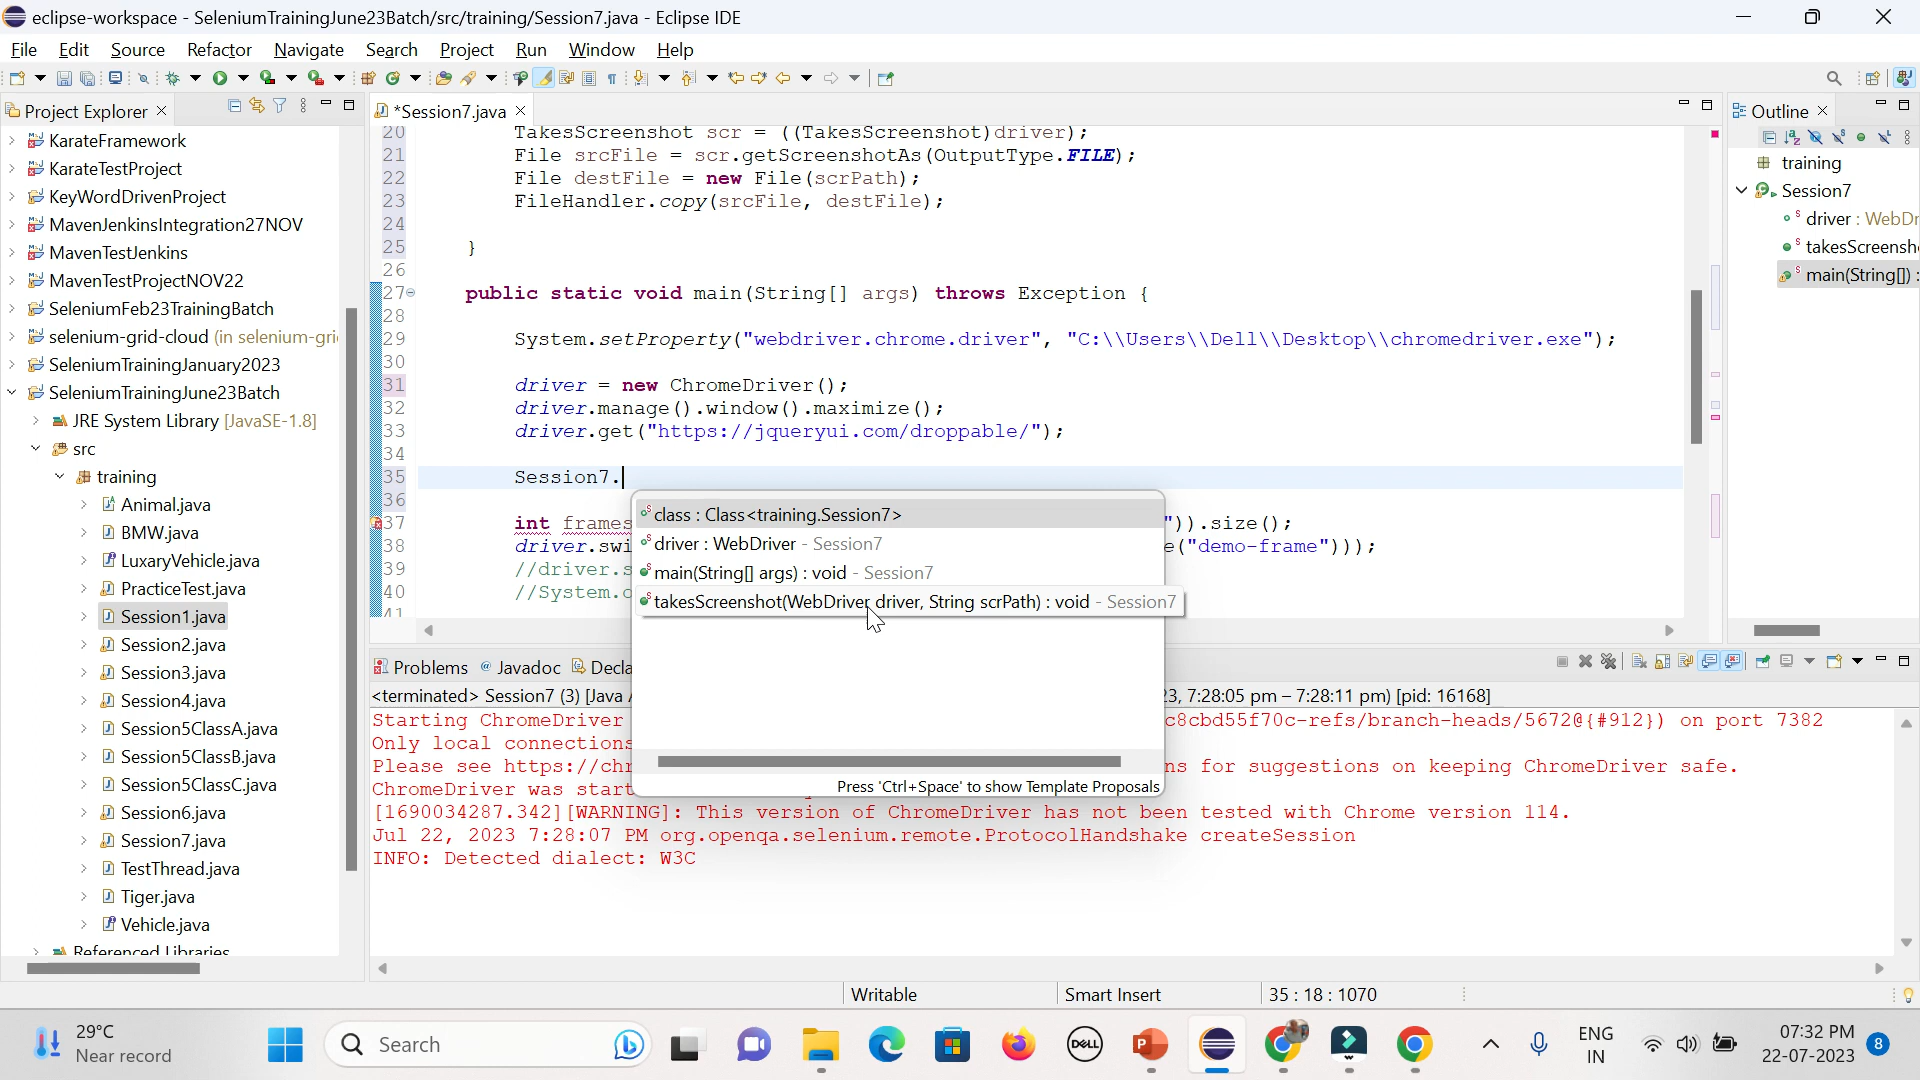 eclipse-workspace - SeleniumTrainingJune23Batch/src/training/Session7.java - Eclipse IDE
File Edit Source Refactor Navigate Search Project Run Window Help
Project Explorer
KarateFramework
KarateTestProject
KeyWordDrivenProject
MavenJenkinsIntegration27NOV
MavenTestJenkins
MavenTestProjectNOV22
SeleniumFeb23TrainingBatch
selenium-grid-cloud (in selenium-gri
SeleniumTrainingJanuary2023
SeleniumTrainingJune23Batch
JRE System Library [JavaSE-1.8]
src
training
Animal.java
BMW.java
LuxaryVehicle.java
PracticeTest.java
Session1.java
Session2.java
Session3.java
Session4.java
Session5ClassA.java
Session5ClassB.java
Session5ClassC.java
Session6.java
Session7.java
TestThread.java
Tiger.java
Vehicle.java
Referenced Libraries
*Session7.java
20 TakesScreenshot scr = ((TakesScreenshot)driver);
21 File srcFile = scr.getScreenshotAs(OutputType.FILE);
22 File destFile = new File(scrPath);
23 FileHandler.copy(srcFile, destFile);
24
25 }
26
27 public static void main(String[] args) throws Exception {
28
29 System.setProperty("webdriver.chrome.driver", "C:\\Users\\Dell\\Desktop\\chromedriver.exe");
30
31 driver = new ChromeDriver();
32 driver.manage().window().maximize();
33 driver.get("https://jqueryui.com/droppable/");
34
35 Session7.
36
37 int frames ")).size();
38 driver.swi e("demo-frame")));
39 //driver.s
40 //System.o
41
class : Class<training.Session7>
driver : WebDriver - Session7
main(String[] args) : void - Session7
takesScreenshot(WebDriver driver, String scrPath) : void - Session7
Press 'Ctrl+Space' to show Template Proposals
Outline
training
Session7
driver : WebDr
takesScreensh
main(String[]) :
Problems Javadoc Decla
<terminated> Session7 (3) [Java 23, 7:28:05 pm – 7:28:11 pm) [pid: 16168]
Starting ChromeDriver c8cbd55f70c-refs/branch-heads/5672@{#912}) on port 7382
Only local connections
Please see https://chr ns for suggestions on keeping ChromeDriver safe.
ChromeDriver was start
[1690034287.342][WARNING]: This version of ChromeDriver has not been tested with Chrome version 114.
Jul 22, 2023 7:28:07 PM org.openqa.selenium.remote.ProtocolHandshake createSession
INFO: Detected dialect: W3C
Writable Smart Insert 35 : 18 : 1070
29°C
Near record
Search
DELL
ENG
IN
07:32 PM
22-07-2023
8